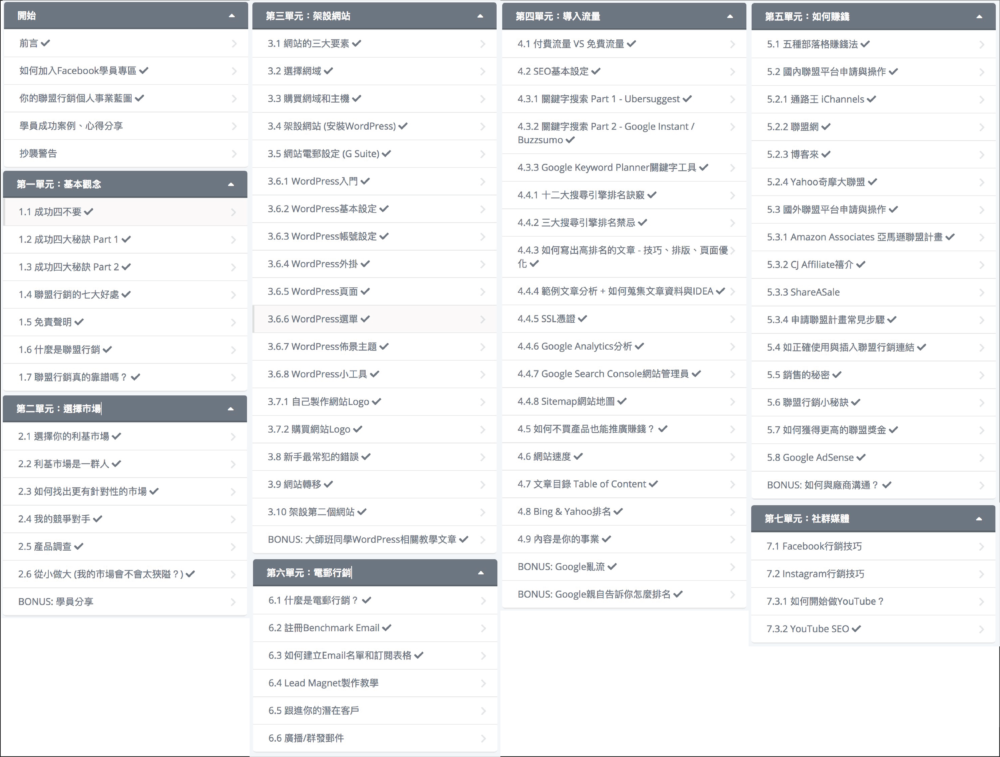 開始
前言 ✔
如何加入Facebook學員專區 ✔
你的聯盟行銷個人事業藍圖 ✔
學員成功案例、心得分享
抄襲警告
第一單元：基本觀念
1.1 成功四不要 ✔
1.2 成功四大秘訣 Part 1 ✔
1.3 成功四大秘訣 Part 2 ✔
1.4 聯盟行銷的七大好處 ✔
1.5 免責聲明 ✔
1.6 什麼是聯盟行銷 ✔
1.7 聯盟行銷真的靠譜嗎？ ✔
第二單元：選擇市場
2.1 選擇你的利基市場 ✔
2.2 利基市場是一群人 ✔
2.3 如何找出更有針對性的市場 ✔
2.4 我的競爭對手 ✔
2.5 產品調查 ✔
2.6 從小做大 (我的市場會不會太狹隘？) ✔
BONUS: 學員分享
第三單元：架設網站
3.1 網站的三大要素 ✔
3.2 選擇網域 ✔
3.3 購買網域和主機 ✔
3.4 架設網站 (安裝WordPress) ✔
3.5 網站電郵設定 (G Suite) ✔
3.6.1 WordPress入門 ✔
3.6.2 WordPress基本設定 ✔
3.6.3 WordPress帳號設定 ✔
3.6.4 WordPress外掛 ✔
3.6.5 WordPress頁面 ✔
3.6.6 WordPress選單 ✔
3.6.7 WordPress佈景主題 ✔
3.6.8 WordPress小工具 ✔
3.7.1 自己製作網站Logo ✔
3.7.2 購買網站Logo ✔
3.8 新手最常犯的錯誤 ✔
3.9 網站轉移 ✔
3.10 架設第二個網站 ✔
BONUS: 大師班同學WordPress相關教學文章 ✔
第六單元：電郵行銷
6.1 什麼是電郵行銷？ ✔
6.2 註冊Benchmark Email ✔
6.3 如何建立Email名單和訂閱表格 ✔
6.4 Lead Magnet製作教學
6.5 跟進你的潛在客戶
6.6 廣播/群發郵件
第四單元：導入流量
4.1 付費流量 VS 免費流量 ✔
4.2 SEO基本設定 ✔
4.3.1 關鍵字搜索 Part 1 - Ubersuggest ✔
4.3.2 關鍵字搜索 Part 2 - Google Instant /
Buzzsumo ✔
4.3.3 Google Keyword Planner關鍵字工具 ✔
4.4.1 十二大搜尋引擎排名訣竅 ✔
4.4.2 三大搜尋引擎排名禁忌 ✔
4.4.3 如何寫出高排名的文章 - 技巧、排版、頁面優
化 ✔
4.4.4 範例文章分析 + 如何蒐集文章資料與IDEA ✔
4.4.5 SSL憑證 ✔
4.4.6 Google Analytics分析 ✔
4.4.7 Google Search Console網站管理員 ✔
4.4.8 Sitemap網站地圖 ✔
4.5 如何不買產品也能推廣賺錢？ ✔
4.6 網站速度 ✔
4.7 文章目錄 Table of Content ✔
4.8 Bing & Yahoo排名 ✔
4.9 內容是你的事業 ✔
BONUS: Google亂流 ✔
BONUS: Google親自告訴你怎麼排名 ✔
第五單元：如何賺錢
5.1 五種部落格賺錢法 ✔
5.2 國內聯盟平台申請與操作 ✔
5.2.1 通路王 iChannels ✔
5.2.2 聯盟網 ✔
5.2.3 博客來 ✔
5.2.4 Yahoo奇摩大聯盟 ✔
5.3 國外聯盟平台申請與操作 ✔
5.3.1 Amazon Associates 亞馬遜聯盟計畫 ✔
5.3.2 CJ Affiliate禧介 ✔
5.3.3 ShareASale
5.3.4 申請聯盟計畫常見步驟 ✔
5.4 如正確使用與插入聯盟行銷連結 ✔
5.5 銷售的秘密 ✔
5.6 聯盟行銷小秘訣 ✔
5.7 如何獲得更高的聯盟獎金 ✔
5.8 Google AdSense ✔
BONUS: 如何與廠商溝通？ ✔
第七單元：社群媒體
7.1 Facebook行銷技巧
7.2 Instagram行銷技巧
7.3.1 如何開始做YouTube？
7.3.2 YouTube SEO ✔